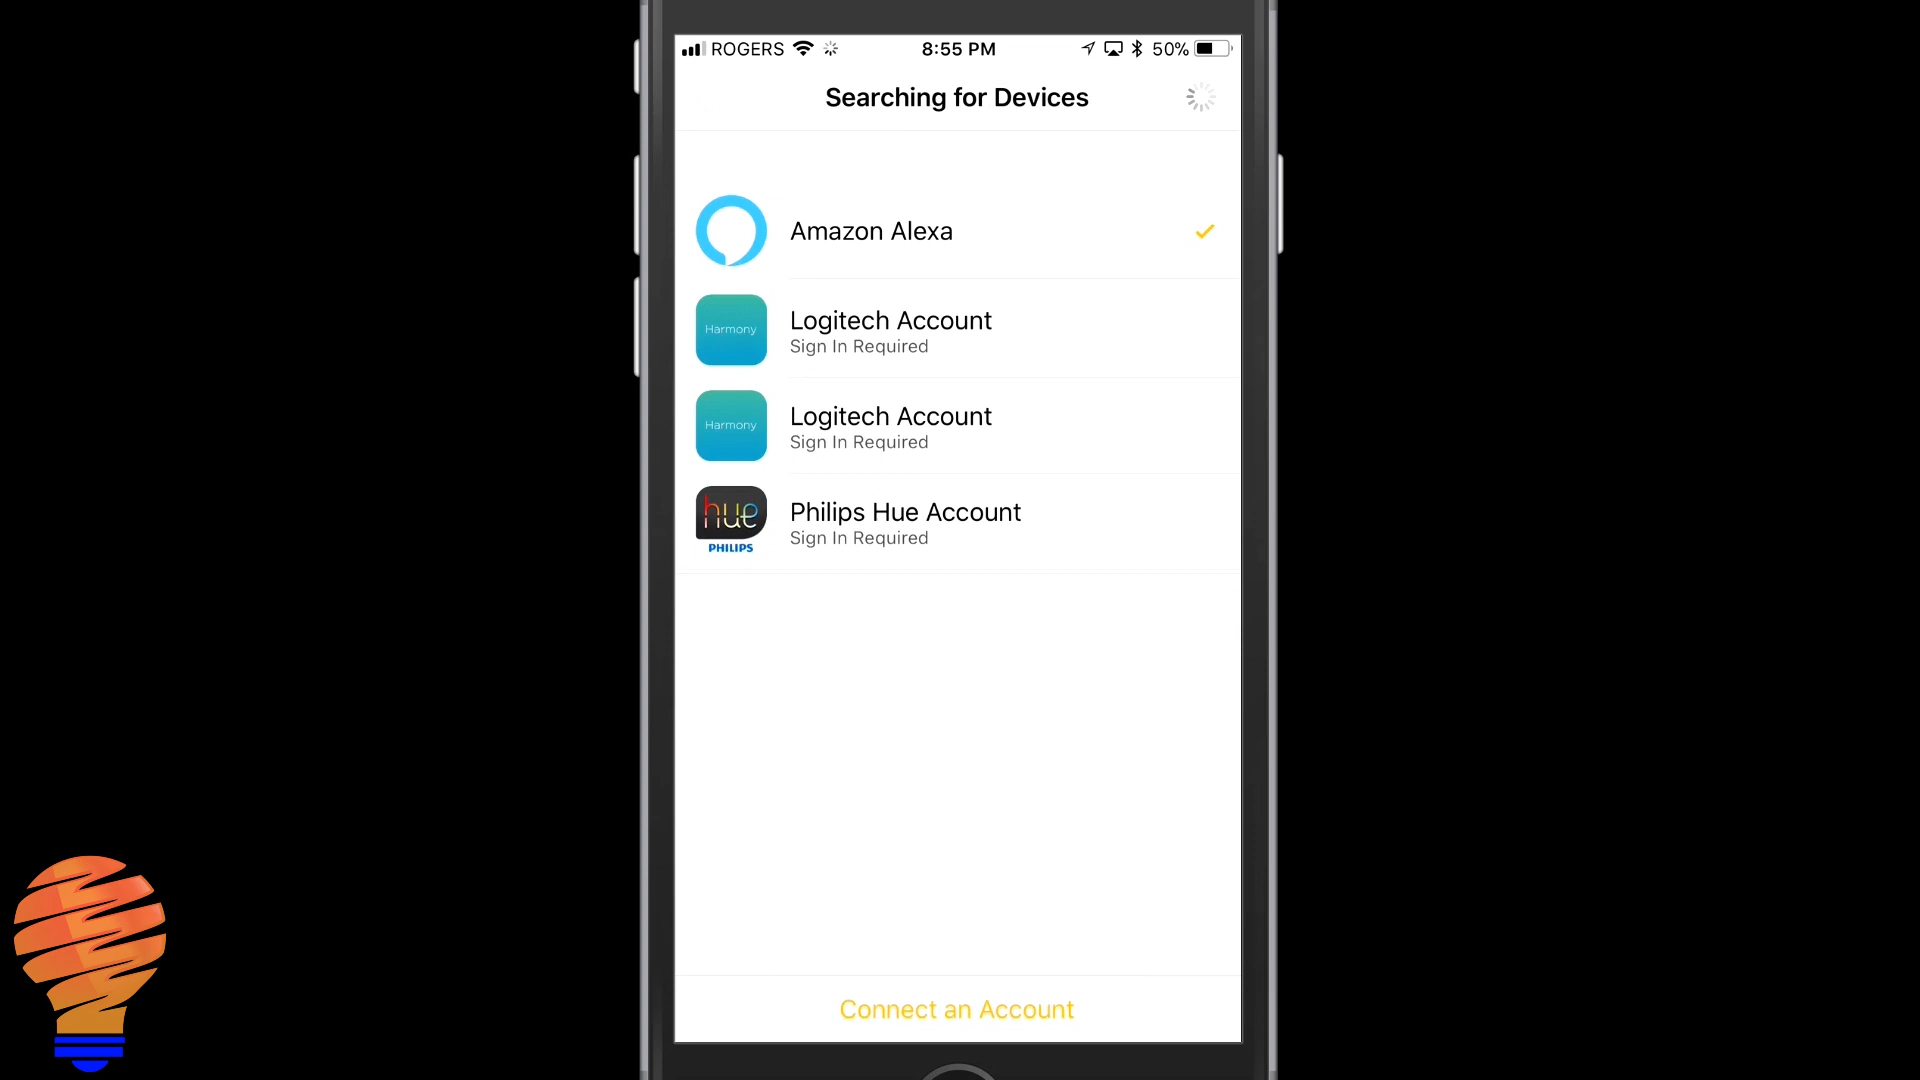 ROGERS 8:55 PM 50%
Searching for Devices
Amazon Alexa
Harmony
Logitech Account
Sign In Required
Harmony
Logitech Account
Sign In Required
hue
PHILIPS
Philips Hue Account
Sign In Required
Connect an Account